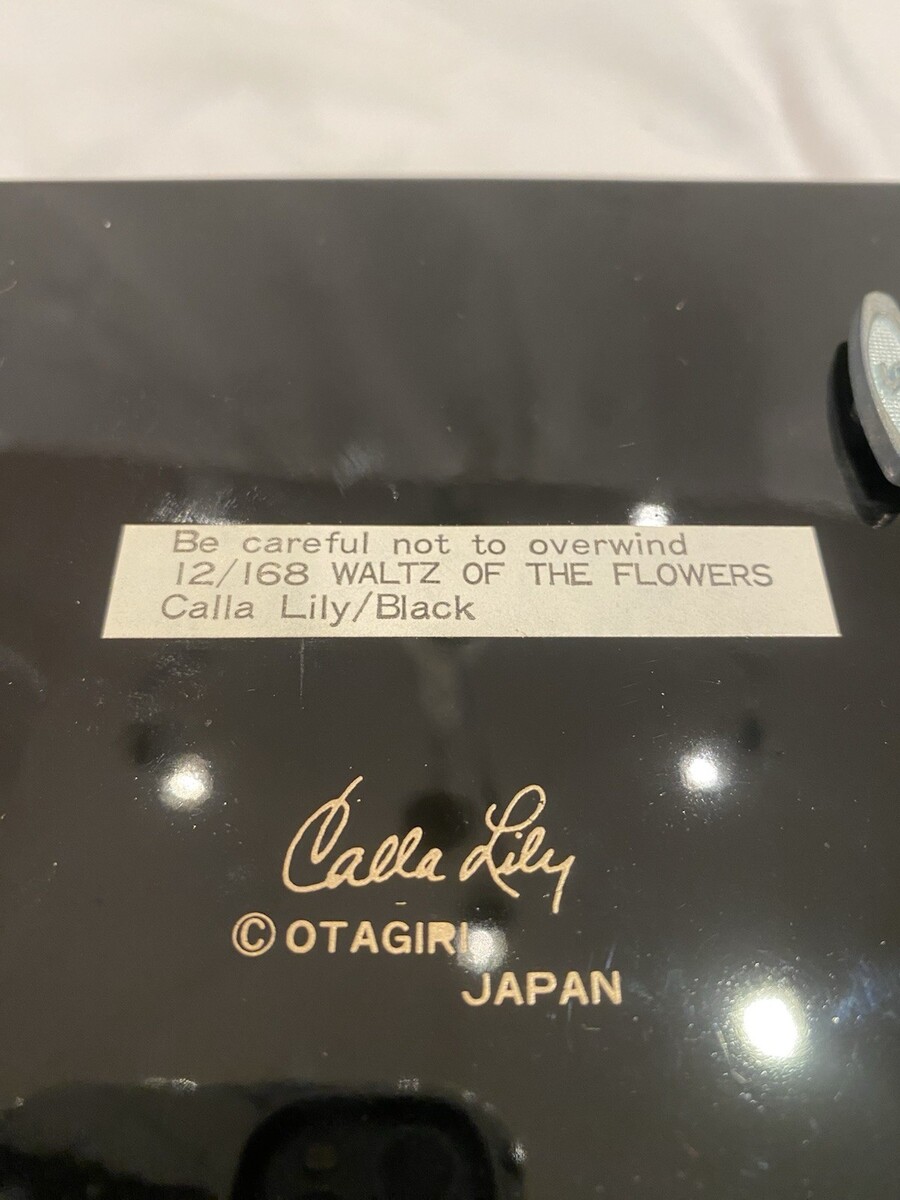 Be careful not to overwind
12/168 WALTZ OF THE FLOWERS
Calla Lily/Black
Calla Lily
© OTAGIRI
JAPAN